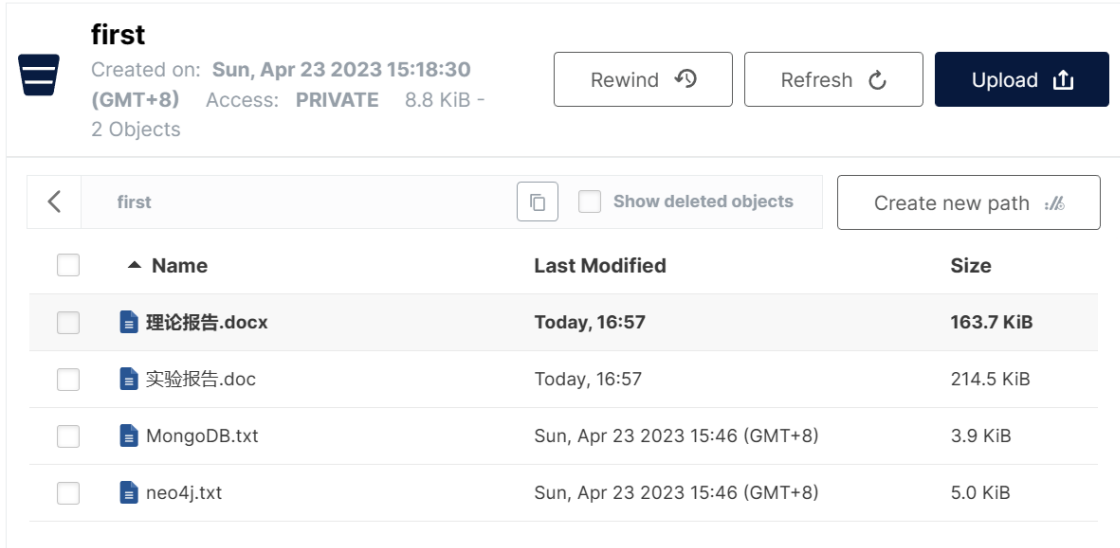 first
Created on: Sun, Apr 23 2023 15:18:30
(GMT+8) Access: PRIVATE 8.8 KiB -
2 Objects
Rewind
Refresh
Upload
first
Show deleted objects
Create new path
Name Last Modified Size
理论报告.docx Today, 16:57 163.7 KiB
实验报告.doc Today, 16:57 214.5 KiB
MongoDB.txt Sun, Apr 23 2023 15:46 (GMT+8) 3.9 KiB
neo4j.txt Sun, Apr 23 2023 15:46 (GMT+8) 5.0 KiB